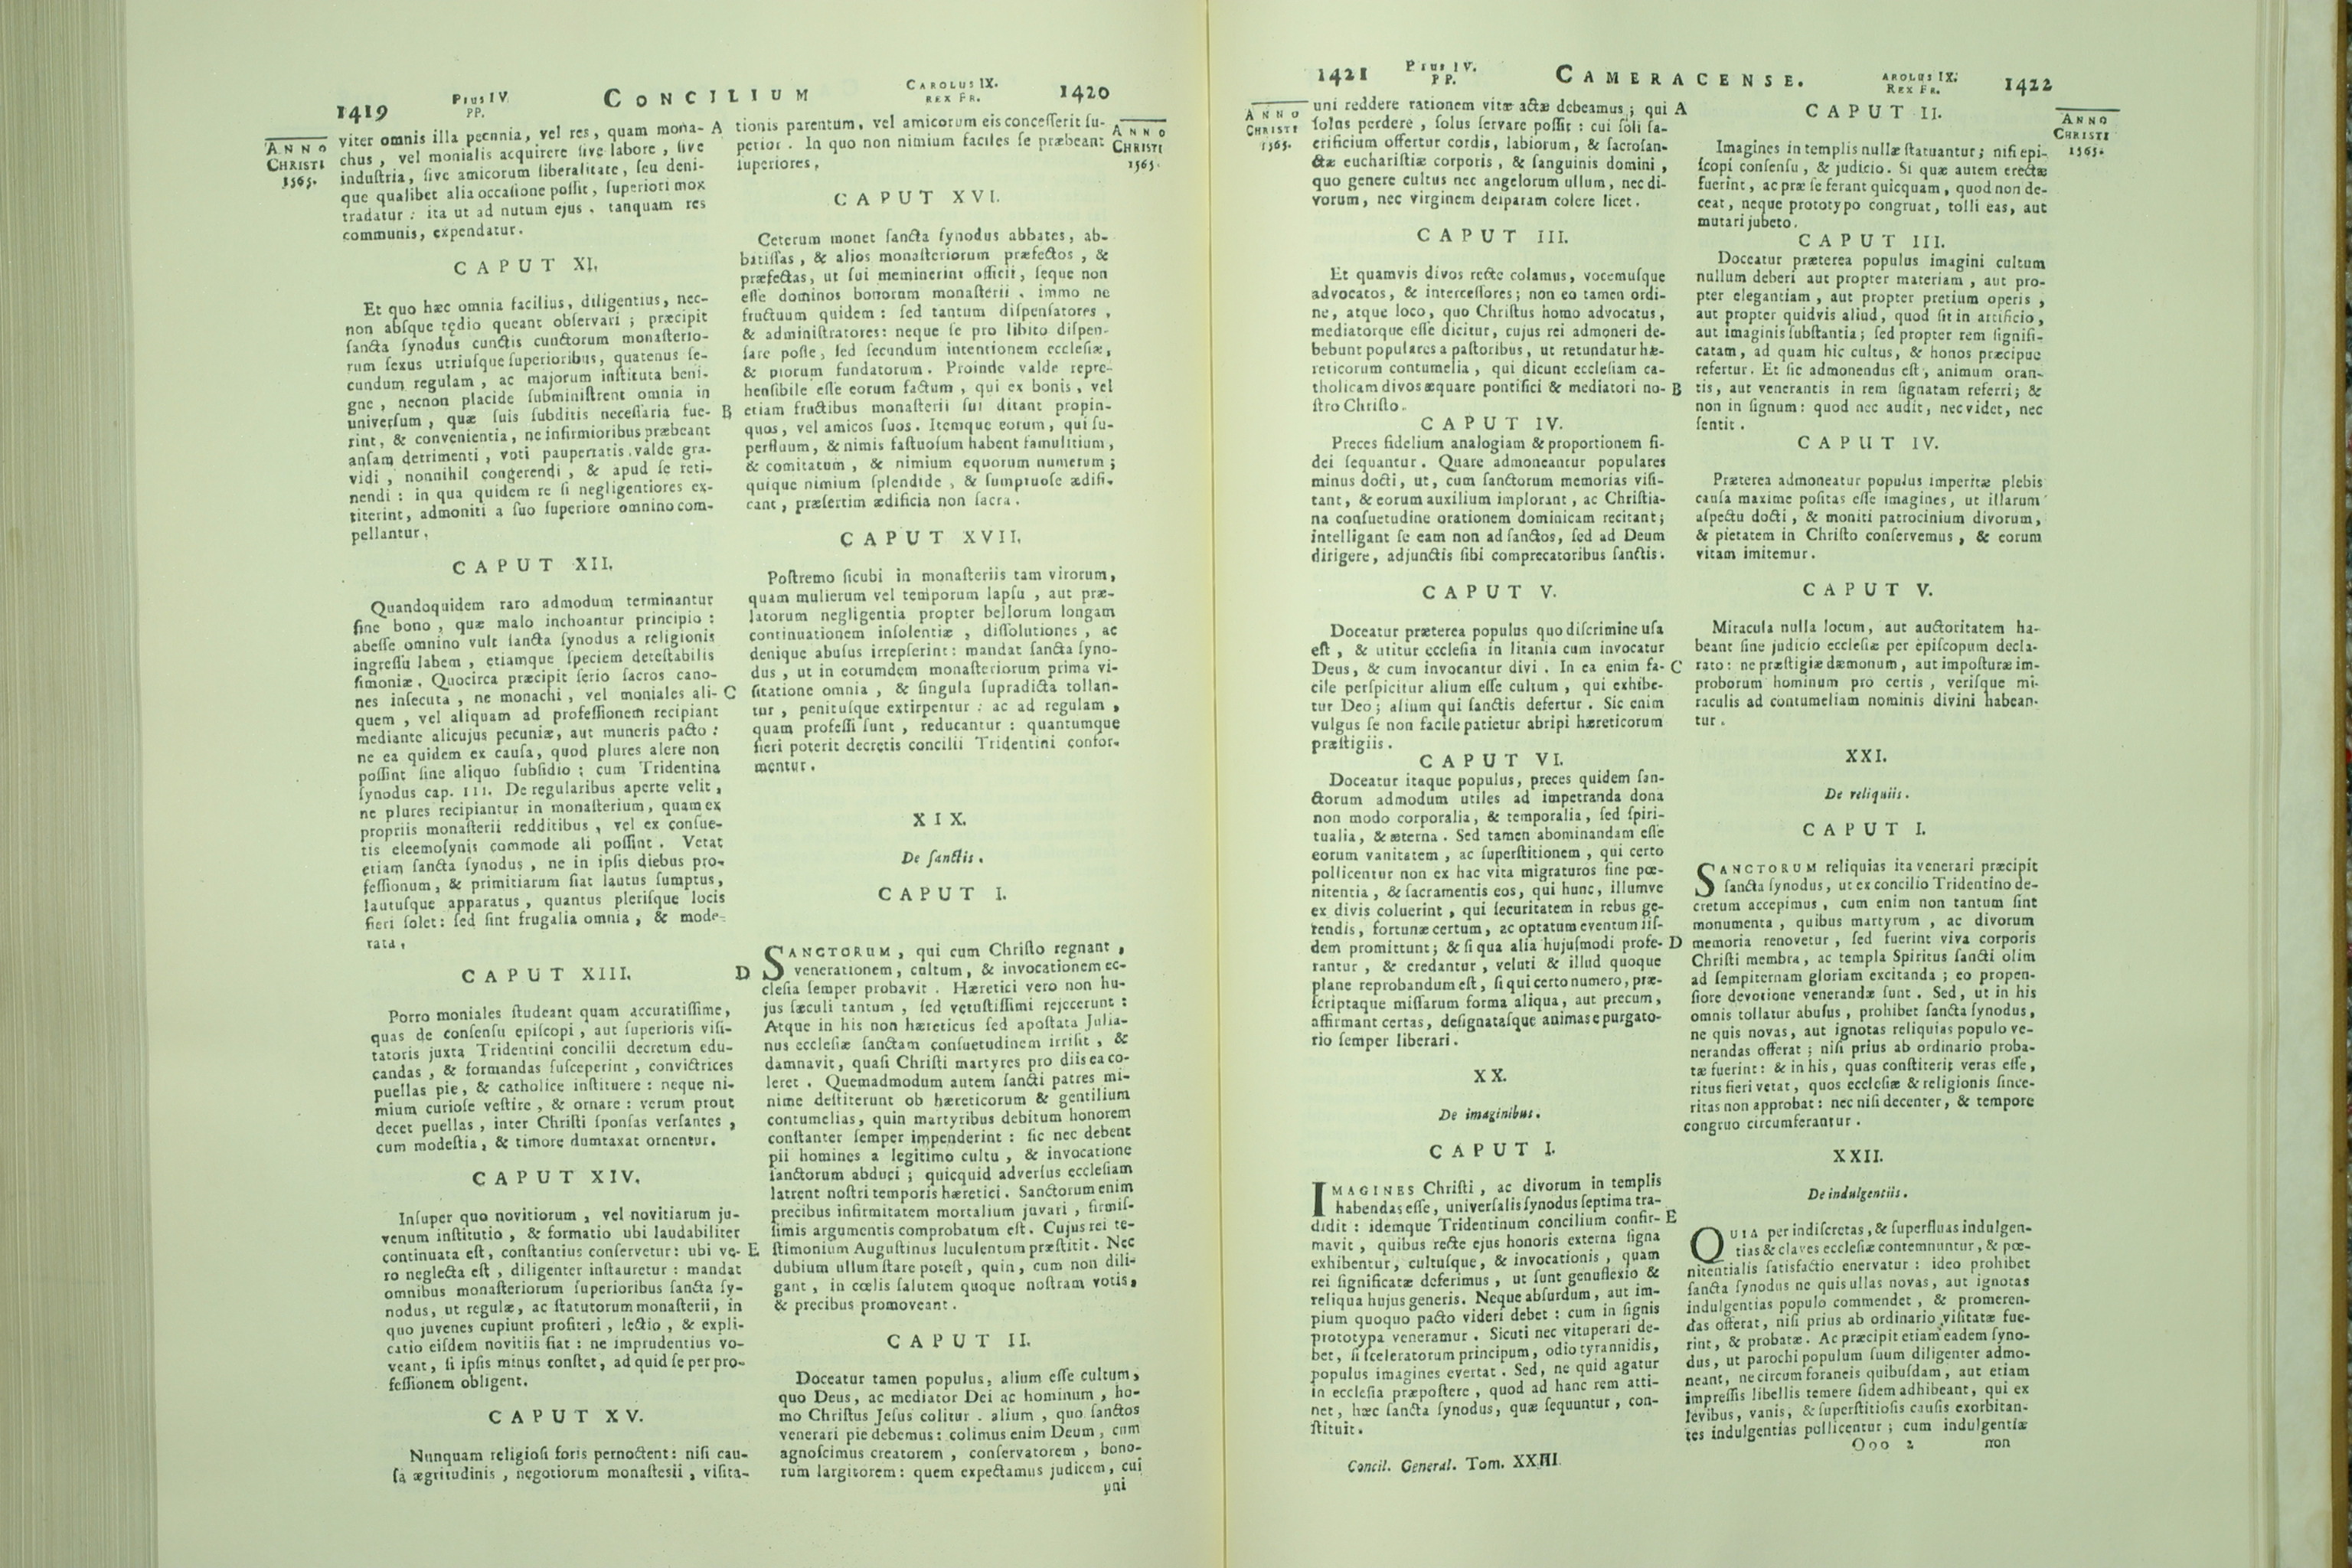 1419
Pius IV
PP.
CONCILIUM
CAROLUS IX.
REX FR.
1420
ANNO
CHRISTI
1565.
viter omnis illa pecunia, vel res, quam mona- A
chus, vel monialis acquirere ſive labore, ſive
induſtria, ſive amicorum liberalitate, ſeu deni-
que qualibet alia occaſione poſſit, ſuperiori mox
tradatur: ita ut ad nutum ejus, tanquam res
communis, expendatur.
CAPUT XI.
Et quo hæc omnia facilius, diligentius, nec-
non abſque tędio queant obſervari; præcipit
ſancta ſynodus cunctis cunctorum monaſterio-
rum ſexus utriuſque ſuperioribus, quatenus ſe-
cundum regulam, ac majorum inſtituta beni-
gne, necnon placide ſubminiſtrent omnia in
univerſum, quæ ſuis ſubditis neceſſaria fue- B
rint, & convenientia, ne infirmioribus præbeant
anſam detrimenti, voti paupertatis valde gra-
vidi, nonnihil congerendi, & apud ſe reti-
nendi: in qua quidem re ſi negligentiores ex-
titerint, admoniti a ſuo ſuperiore omnino com-
pellantur.
CAPUT XII.
Quandoquidem raro admodum terminantur
fine bono, quæ malo inchoantur principio:
abeſſe omnino vult ſancta ſynodus a religionis
ingreſſu labem, etiamque ſpeciem deteſtabilis
ſimoniæ. Quocirca præcipit ſerio ſacros cano-
nes inſecuta, ne monachi, vel moniales ali- C
quem, vel aliquam ad profeſſionem recipiant
mediante alicujus pecuniæ, aut muneris pacto:
ne ea quidem ex cauſa, quod plures alere non
poſſint ſine aliquo ſubſidio; cum Tridentina
ſynodus cap. III. De regularibus aperte velit,
ne plures recipiantur in monaſterium, quam ex
propriis monaſterii redditibus, vel ex conſue-
tis eleemoſynis commode ali poſſint. Vetat
etiam ſancta ſynodus, ne in ipſis diebus pro-
feſſionum, & primitiarum fiat lautus ſumptus,
lautuſque apparatus, quantus pleriſque locis
fieri ſolet: ſed ſint frugalia omnia, & mode-
rata.
CAPUT XIII. D
Porro moniales ſtudeant quam accuratiſſime,
quas de conſenſu epiſcopi, aut ſuperioris viſi-
tatoris juxta Tridentini concilii decretum edu-
candas, & formandas ſuſceperint, convictrices
puellas pie, & catholice inſtituere: neque ni-
mium curioſe veſtire, & ornare: verum prout
decet puellas, inter Chriſti ſponſas verſantes,
cum modeſtia, & timore dumtaxat ornentur.
CAPUT XIV.
Inſuper quo novitiorum, vel novitiarum ju-
venum inſtitutio, & formatio ubi laudabiliter
continuata eſt, conſtantius conſervetur: ubi ve- E
ro neglecta eſt, diligenter inſtauretur: mandat
omnibus monaſteriorum ſuperioribus ſancta ſy-
nodus, ut regulæ, ac ſtatutorum monaſterii, in
quo juvenes cupiunt profiteri, lectio, & expli-
catio eiſdem novitiis fiat: ne imprudentius vo-
veant, ſi ipſis minus conſtet, ad quid ſe per pro-
feſſionem obligent.
CAPUT XV.
Nunquam religioſi foris pernoctent: niſi cau-
ſa ægritudinis, negotiorum monaſtesii, viſita-
tionis parentum, vel amicorum eis conceſſerit ſu-
perior. In quo non nimium faciles ſe præbeant
ſuperiores.
ANNO
CHRISTI
1565.
CAPUT XVI.
Ceterum monet ſancta ſynodus abbates, ab-
batiſſas, & alios monaſteriorum præfectos, &
præfectas, ut ſui meminerint officii, ſeque non
eſſe dominos bonorum monaſterii, immo ne
fructuum quidem: ſed tantum diſpenſatores,
& adminiſtratores: neque ſe pro libito diſpen-
ſare poſſe, ſed ſecundum intentionem eccleſiæ,
& piorum fundatorum. Proinde valde repre-
henſibile eſſe eorum factum, qui ex bonis, vel
etiam fructibus monaſterii ſui ditant propin-
quos, vel amicos ſuos. Itemque eorum, qui ſu-
perfluum, & nimis faſtuoſum habent famulitium,
& comitatum, & nimium equorum numerum;
quique nimium ſplendide, & ſumptuoſe ædifi-
cant, præſertim ædificia non ſacra.
CAPUT XVII.
Poſtremo ſicubi in monaſteriis tam virorum,
quam mulierum vel temporum lapſu, aut præ-
latorum negligentia propter bellorum longam
continuationem inſolentiæ, diſſolutiones, ac
denique abuſus irrepſerint: mandat ſancta ſyno-
dus, ut in eorumdem monaſteriorum prima vi-
ſitatione omnia, & ſingula ſupradicta tollan-
tur, penituſque extirpentur: ac ad regulam,
quam profeſſi ſunt, reducantur: quantumque
fieri poterit decretis concilii Tridentini confor-
mentur.
XIX.
De ſanctis.
CAPUT I.
SANCTORUM, qui cum Chriſto regnant,
venerationem, cultum, & invocationem ec-
cleſia ſemper probavit. Hæretici vero non hu-
jus ſæculi tantum, ſed vetuſtiſſimi rejecerunt:
Atque in his non hæreticus ſed apoſtata Julia-
nus eccleſiæ ſanctam conſuetudinem irriſit, &
damnavit, quaſi Chriſti martyres pro diis ea co-
leret. Quemadmodum autem ſancti patres mi-
nime deſtiterunt ob hæreticorum & gentilium
contumelias, quin martyribus debitum honorem
conſtanter ſemper impenderint: ſic nec debent
pii homines a legitimo cultu, & invocatione
ſanctorum abduci; quicquid adverſus eccleſiam
latrent noſtri temporis hæretici. Sanctorum enim
precibus infirmitatem mortalium juvari, firmiſ-
ſimis argumentis comprobatum eſt. Cujus rei te-
ſtimonium Auguſtinus luculentum præſtitit. Nec
dubium ullum ſtare poteſt, quin, cum non dili-
gant, in cœlis ſalutem quoque noſtram votis,
& precibus promoveant.
CAPUT II.
Doceatur tamen populus, alium eſſe cultum,
quo Deus, ac mediator Dei ac hominum, ho-
mo Chriſtus Jeſus colitur. alium, quo ſanctos
venerari pie debemus: colimus enim Deum, cum
agnoſcimus creatorem, conſervatorem, bono-
rum largitorem: quem expectamus judicem, cui
uni
1421
Pius IV.
PP.
CAMERACENSE.
AROLUS IX.
REX FR.
1422
ANNO
CHRISTI
1565.
uni reddere rationem vitæ actæ debeamus; qui A
ſolus perdere, ſolus ſervare poſſit: cui ſoli ſa-
crificium offertur cordis, labiorum, & ſacroſan-
ctæ euchariſtiæ corporis, & ſanguinis domini,
quo genere cultus nec angelorum ullum, nec di-
vorum, nec virginem deiparam colere licet.
CAPUT III.
Et quamvis divos recte colamus, vocemuſque
advocatos, & interceſſores; non eo tamen ordi-
ne, atque loco, quo Chriſtus homo advocatus,
mediatorque eſſe dicitur, cujus rei admoneri de-
bebunt populares a paſtoribus, ut retundatur hæ-
reticorum contumelia, qui dicunt eccleſiam ca-
tholicam divos æquare pontifici & mediatori no- B
ſtro Chriſto.
CAPUT IV.
Preces fidelium analogiam & proportionem fi-
dei ſequantur. Quare admoneantur populares
minus docti, ut, cum ſanctorum memorias viſi-
tant, & eorum auxilium implorant, ac Chriſtia-
na conſuetudine orationem dominicam recitant;
intelligant ſe eam non ad ſanctos, ſed ad Deum
dirigere, adjunctis ſibi comprecatoribus ſanctis.
CAPUT V.
Doceatur præterea populus quo diſcrimine uſa
eſt, & utitur eccleſia in litania cum invocatur
Deus, & cum invocantur divi. In ea enim fa- C
cile perſpicitur alium eſſe cultum, qui exhibe-
tur Deo; alium qui ſanctis defertur. Sic enim
vulgus ſe non facile patietur abripi hæreticorum
præſtigiis.
CAPUT VI.
Doceatur itaque populus, preces quidem ſan-
ctorum admodum utiles ad impetranda dona
non modo corporalia, & temporalia, ſed ſpiri-
tualia, & æterna. Sed tamen abominandam eſſe
eorum vanitatem, ac ſuperſtitionem, qui certo
pollicentur non ex hac vita migraturos ſine pœ-
nitentia, & ſacramentis eos, qui hunc, illumve
ex divis coluerint, qui ſecuritatem in rebus ge-
rendis, fortunæ certum, ac optatum eventum iiſ-
dem promittunt; & ſi qua alia hujuſmodi profe- D
rantur, & credantur, veluti & illud quoque
plane reprobandum eſt, ſi qui certo numero, præ-
ſcriptaque miſſarum forma aliqua, aut precum,
affirmant certas, deſignataſque animas e purgato-
rio ſemper liberari.
XX.
De imaginibus.
CAPUT I.
IMAGINES Chriſti, ac divorum in templis
habendas eſſe, univerſalis ſynodus ſeptima tra-
didit: idemque Tridentinum concilium confir- E
mavit, quibus recte ejus honoris externa ſigna
exhibentur, cultuſque, & invocationis, quam
rei ſignificatæ deferimus, ut ſunt genuflexio &
reliqua hujus generis. Neque abſurdum, aut im-
pium quoquo pacto videri debet: cum in ſignis
prototypa veneramur. Sicuti nec vituperari de-
bet, ſi ſceleratorum principum, odio tyrannidis,
populus imagines evertat. Sed, ne quid agatur
in eccleſia præpoſtere, quod ad hanc rem atti-
net, hæc ſancta ſynodus, quæ ſequuntur, con-
ſtituit.
Concil. General. Tom. XXIII
CAPUT II.
ANNO
CHRISTI
1565.
Imagines in templis nullæ ſtatuantur; niſi epi-
ſcopi conſenſu, & judicio. Si quæ autem erectæ
fuerint, ac præ ſe ferant quicquam, quod non de-
ceat, neque prototypo congruat, tolli eas, aut
mutari jubeto.
CAPUT III.
Doceatur præterea populus imagini cultum
nullum deberi aut propter materiam, aut pro-
pter elegantiam, aut propter pretium operis,
aut propter quidvis aliud, quod ſit in artificio,
aut imaginis ſubſtantia; ſed propter rem ſignifi-
catam, ad quam hic cultus, & honos præcipue
refertur. Et ſic admonendus eſt, animum oran-
tis, aut venerantis in rem ſignatam referri; &
non in ſignum: quod nec audit, nec videt, nec
ſentit.
CAPUT IV.
Præterea admoneatur populus imperitæ plebis
cauſa maxime poſitas eſſe imagines, ut illarum
aſpectu docti, & moniti patrocinium divorum,
& pietatem in Chriſto conſervemus, & eorum
vitam imitemur.
CAPUT V.
Miracula nulla locum, aut auctoritatem ha-
beant ſine judicio eccleſiæ per epiſcopum decla-
rato: ne præſtigiæ dæmonum, aut impoſturæ im-
proborum hominum pro certis, veriſque mi-
raculis ad contumeliam nominis divini habean-
tur.
XXI.
De reliquiis.
CAPUT I.
SANCTORUM reliquias ita venerari præcipit
ſancta ſynodus, ut ex concilio Tridentino de-
cretum accepimus, cum enim non tantum ſint
monumenta, quibus martyrum, ac divorum
memoria renovetur, ſed fuerint viva corporis
Chriſti membra, ac templa Spiritus ſancti olim
ad ſempiternam gloriam excitanda; eo propen-
ſiore devotione venerandæ ſunt. Sed, ut in his
omnis tollatur abuſus, prohibet ſancta ſynodus,
ne quis novas, aut ignotas reliquias populo ve-
nerandas offerat; niſi prius ab ordinario proba-
tæ fuerint: & in his, quas conſtiterit veras eſſe,
ritus fieri vetat, quos eccleſiæ & religionis ſince-
ritas non approbat: nec niſi decenter, & tempore
congruo circumferantur.
XXII.
De indulgentiis.
QUIA per indiſcretas, & ſuperfluas indulgen-
tias & claves eccleſiæ contemnuntur, & pœ-
nitentialis ſatisfactio enervatur: ideo prohibet
ſancta ſynodus ne quis ullas novas, aut ignotas
indulgentias populo commendet, & promeren-
das offerat, niſi prius ab ordinario viſitatæ fue-
rint, & probatæ. Ac præcipit etiam eadem ſyno-
dus, ut parochi populum ſuum diligenter admo-
neant, ne circumforaneis quibuſdam, aut etiam
impreſſis libellis temere fidem adhibeant, qui ex
levibus, vanis, & ſuperſtitioſis cauſis exorbitan-
tes indulgentias pollicentur; cum indulgentiæ
Ooo 2 non